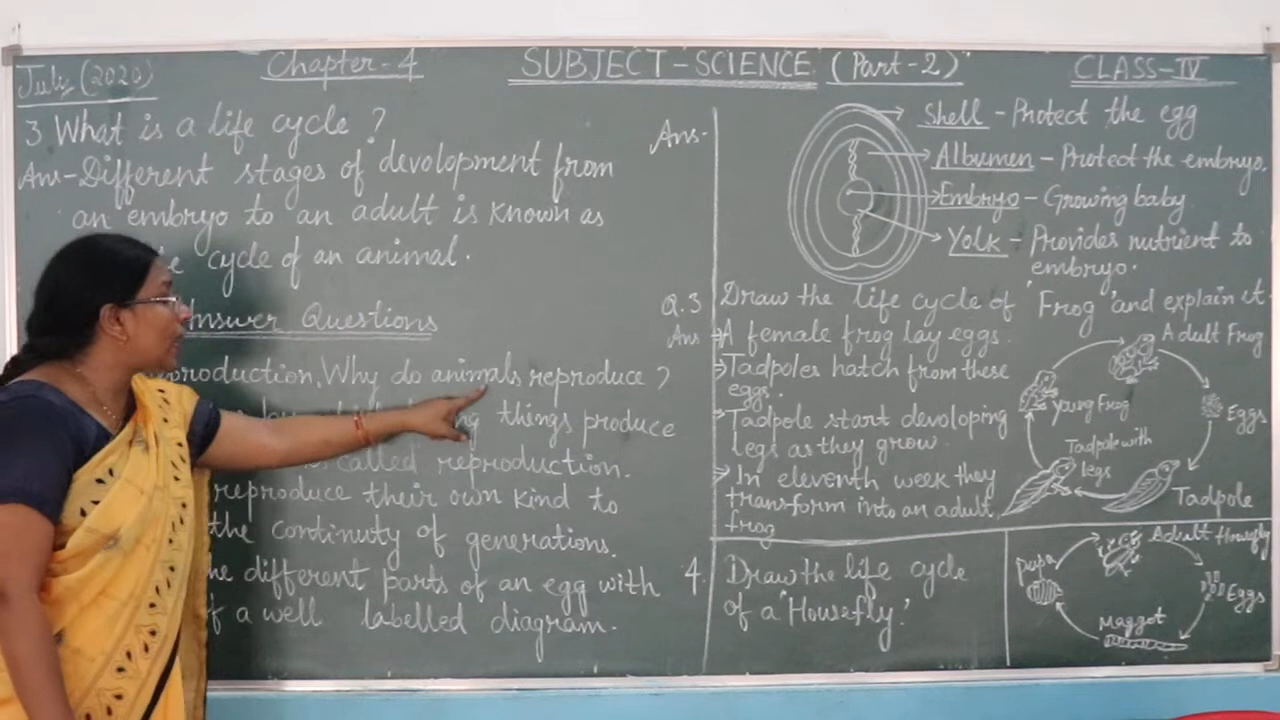 July (2020)
Chapter - 4
SUBJECT - SCIENCE (Part-2)
CLASS-IV
3 What is a life cycle ?
Ans - Different stages of devolopment from
an embryo to an adult is known as
cycle of an animal.
Answer Questions
production. Why do animals reproduce ?
things produce
called reproduction.
reproduce their own kind to
the continuity of generations.
different parts of an egg with
of a well labelled diagram.
Ans-
Shell - Protect the egg
Albumen - Protect the embryo.
Embryo - Growing baby
Yolk - Provides nutrient to
embryo.
Q.3 Draw the life cycle of "Frog" and explain it.
Ans → A female frog lay eggs.
→ Tadpoles hatch from these
eggs.
→ Tadpole start devoloping
legs as they grow.
→ In eleventh week they
transform into an adult
frog
Adult Frog
Eggs
Tadpole
Tadpole with
legs
Young Frog
4. Draw the life cycle
of a "Housefly".
Adult Housefly
Eggs
Maggot
Pupa